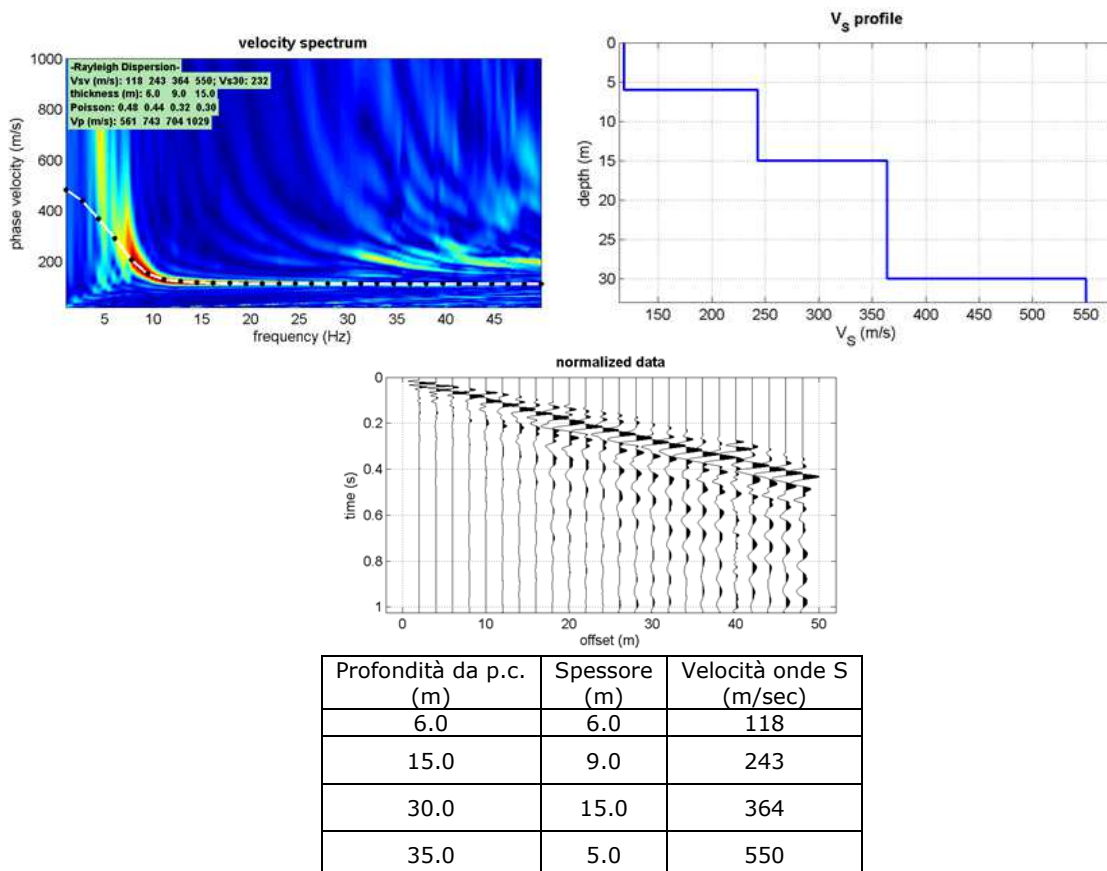 velocity spectrum
-Rayleigh Dispersion-
Vsv (m/s): 118 243 364 550; Vs30: 232
thickness (m): 6.0 9.0 15.0
Poisson: 0.48 0.44 0.32 0.30
Vp (m/s): 561 743 704 1029
1000
800
600
400
200
phase velocity (m/s)
5 10 15 20 25 30 35 40 45
frequency (Hz)
VS profile
0
5
10
15
20
25
30
depth (m)
150 200 250 300 350 400 450 500 550
VS (m/s)
normalized data
0
0.2
0.4
0.6
0.8
1
time (s)
0 10 20 30 40 50
offset (m)
Profondità da p.c. (m) Spessore (m) Velocità onde S (m/sec)
6.0 6.0 118
15.0 9.0 243
30.0 15.0 364
35.0 5.0 550